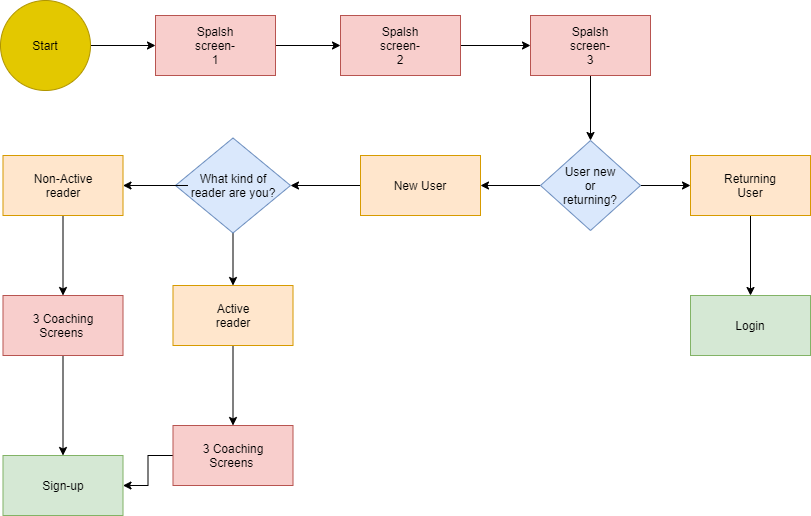 Start
Spalsh
screen-
1
Spalsh
screen-
2
Spalsh
screen-
3
User new
or
returning?
Returning
User
Login
New User
What kind of
reader are you?
Non-Active
reader
3 Coaching
Screens
Active
reader
3 Coaching
Screens
Sign-up